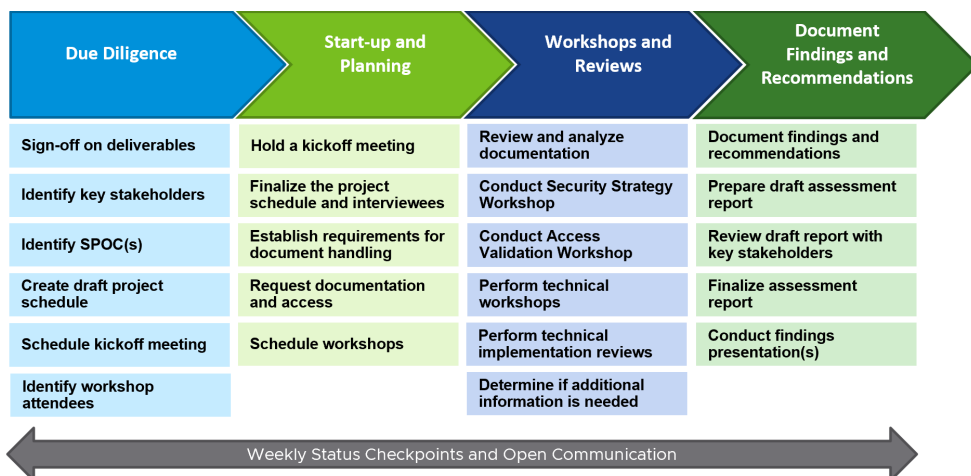 Due Diligence
Start-up and
Planning
Workshops and
Reviews
Document
Findings and
Recommendations
Sign-off on deliverables
Identify key stakeholders
Identify SPOC(s)
Create draft project
schedule
Schedule kickoff meeting
Identify workshop
attendees
Hold a kickoff meeting
Finalize the project
schedule and interviewees
Establish requirements for
document handling
Request documentation
and access
Schedule workshops
Review and analyze
documentation
Conduct Security Strategy
Workshop
Conduct Access
Validation Workshop
Perform technical
workshops
Perform technical
implementation reviews
Determine if additional
information is needed
Document findings and
recommendations
Prepare draft assessment
report
Review draft report with
key stakeholders
Finalize assessment
report
Conduct findings
presentation(s)
Weekly Status Checkpoints and Open Communication